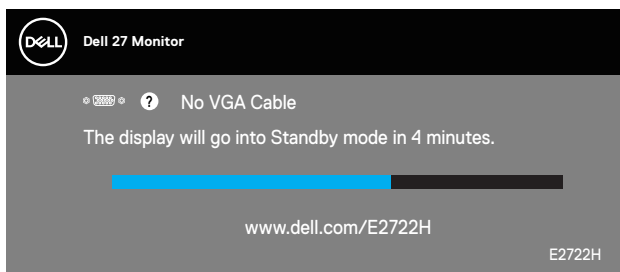 DELL
Dell 27 Monitor
? No VGA Cable
The display will go into Standby mode in 4 minutes.
www.dell.com/E2722H
E2722H